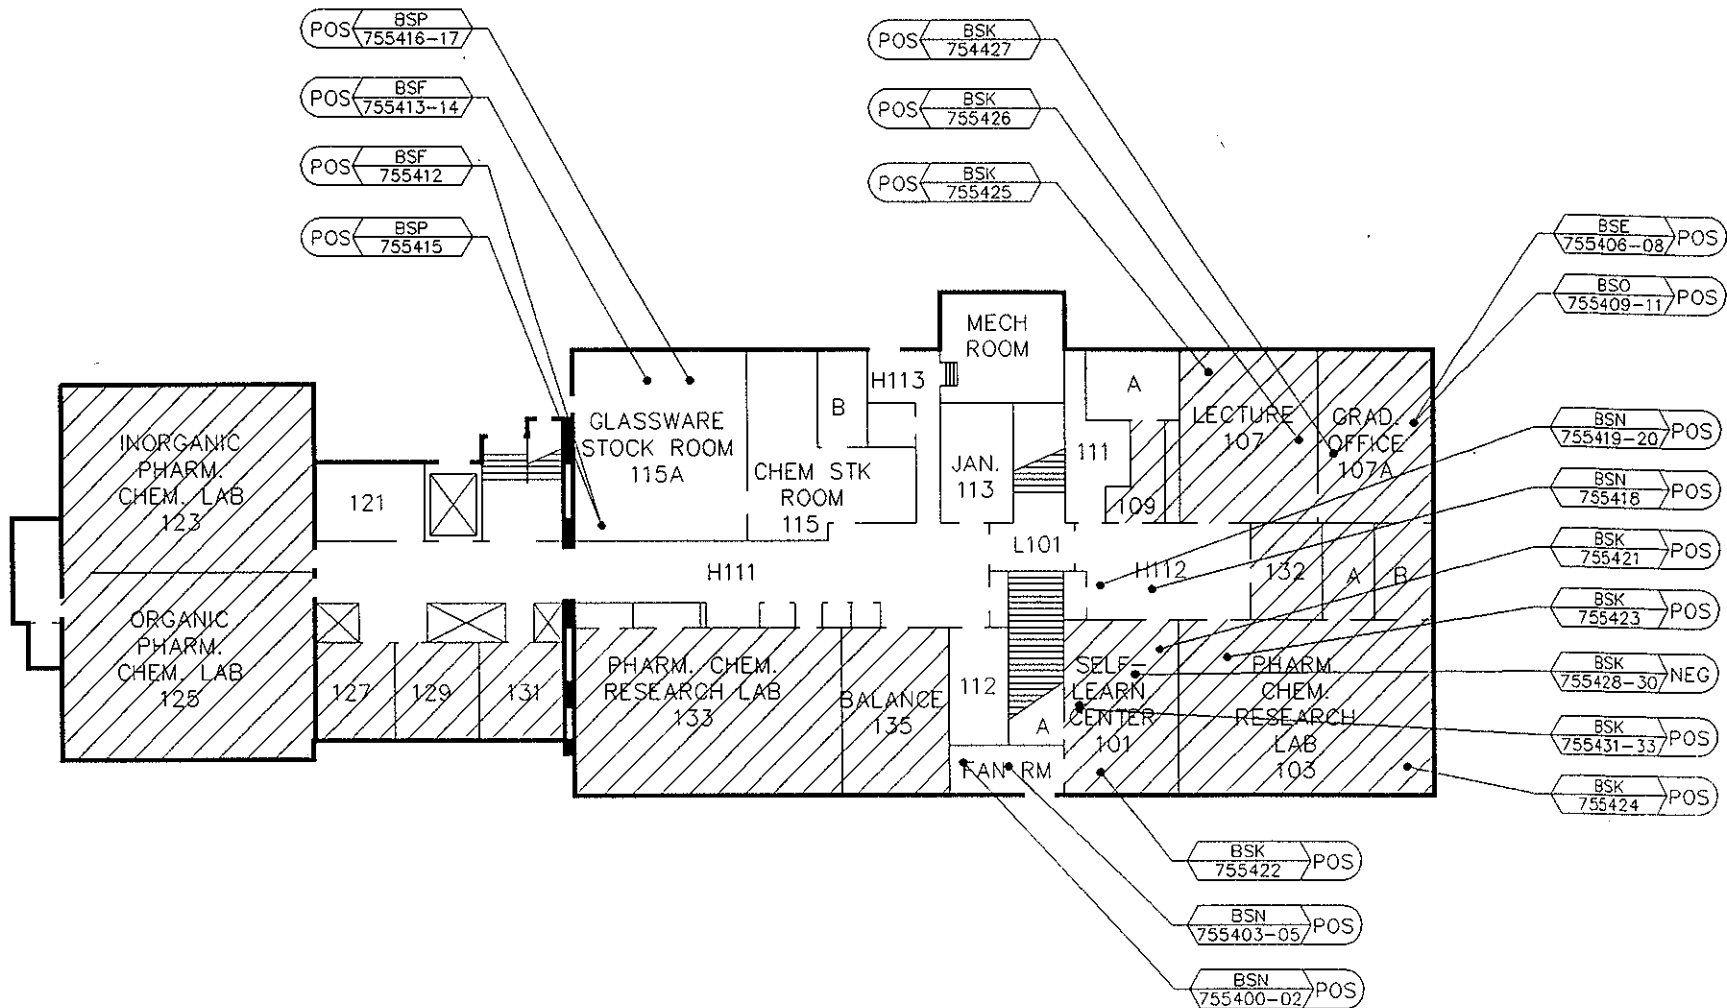 POS BSP
755416-17
POS BSF
755413-14
POS BSF
755412
POS BSP
755415
POS BSK
754427
POS BSK
755426
POS BSK
755425
BSE POS
755406-08
BSO POS
755409-11
BSN POS
755419-20
BSN POS
755418
BSK POS
755421
BSK POS
755423
BSK NEG
755428-30
BSK POS
755431-33
BSK POS
755424
BSK POS
755422
BSN POS
755403-05
BSN POS
755400-02
MECH
ROOM
INORGANIC
PHARM.
CHEM. LAB
123
ORGANIC
PHARM.
CHEM. LAB
125
121
127
129
131
GLASSWARE
STOCK ROOM
115A
B
CHEM STK
ROOM
115
H113
JAN.
113
111
A
109
LECTURE
107
GRAD.
OFFICE
107A
L101
H111
H112
132
A
B
PHARM. CHEM.
RESEARCH LAB
133
BALANCE
135
112
A
FAN RM
SELF-
LEARN
CENTER
101
PHARM.
CHEM.
RESEARCH
LAB
103